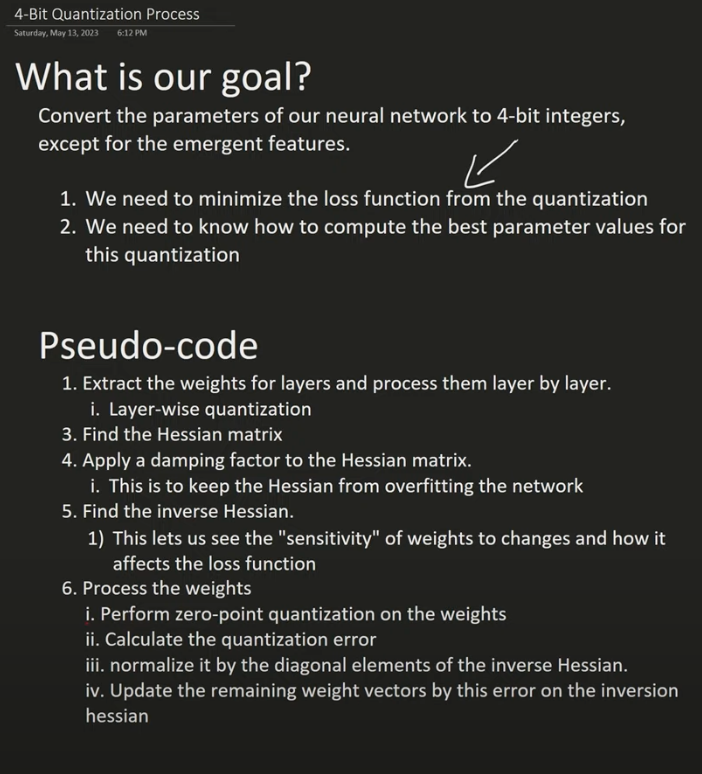 4-Bit Quantization Process
Saturday, May 13, 2023 6:12 PM
What is our goal?
Convert the parameters of our neural network to 4-bit integers,
except for the emergent features.
1. We need to minimize the loss function from the quantization
2. We need to know how to compute the best parameter values for
this quantization
Pseudo-code
1. Extract the weights for layers and process them layer by layer.
i. Layer-wise quantization
3. Find the Hessian matrix
4. Apply a damping factor to the Hessian matrix.
i. This is to keep the Hessian from overfitting the network
5. Find the inverse Hessian.
1) This lets us see the "sensitivity" of weights to changes and how it
affects the loss function
6. Process the weights
i. Perform zero-point quantization on the weights
ii. Calculate the quantization error
iii. normalize it by the diagonal elements of the inverse Hessian.
iv. Update the remaining weight vectors by this error on the inversion
hessian